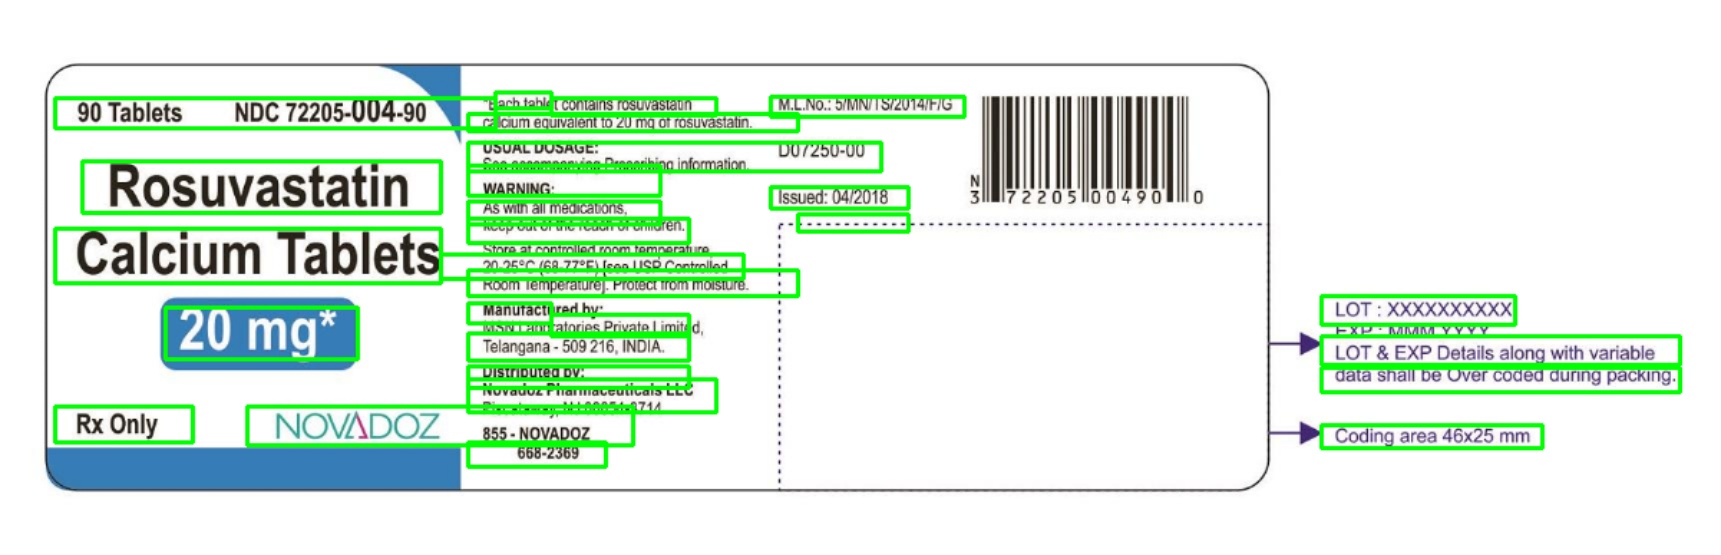 90 Tablets NDC 72205-004-90
Rosuvastatin
Calcium Tablets
20 mg*
Rx Only NOVADOZ
*Each tablet contains rosuvastatin
calcium equivalent to 20 mg of rosuvastatin.
USUAL DOSAGE:
See accompanying Prescribing information.
WARNING:
As with all medications,
keep out of the reach of children.
Store at controlled room temperature
20-25°C (68-77°F) [see USP Controlled
Room Temperature]. Protect from moisture.
Manufactured by:
MSN Laboratories Private Limited,
Telangana - 509 216, INDIA.
Distributed by:
Novadoz Pharmaceuticals LLC
Piscataway, NJ 08854-3714
855 - NOVADOZ
668-2369
M.L.No.: 5/MN/TS/2014/F/G
D07250-00
Issued: 04/2018
N
3 72205 00490 0
LOT : XXXXXXXXXX
EXP : MMM YYYY
LOT & EXP Details along with variable
data shall be Over coded during packing.
Coding area 46x25 mm